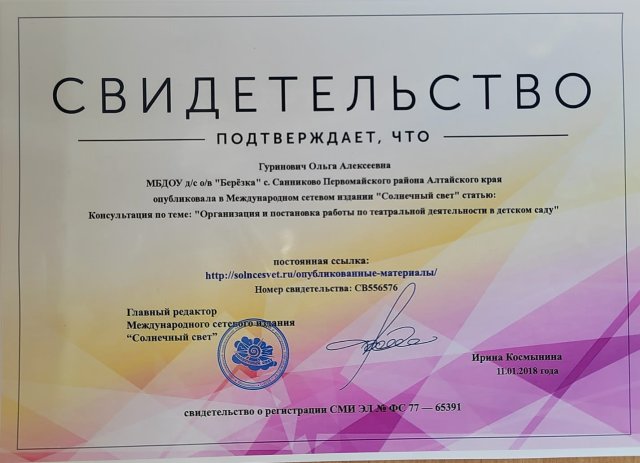 СВИДЕТЕЛЬСТВО
ПОДТВЕРЖДАЕТ, ЧТО
Гуринович Ольга Алексеевна
МБДОУ д/с о/в "Берёзка" с. Санниково Первомайского района Алтайского края
опубликовала в Международном сетевом издании "Солнечный свет" статью:
Консультация по теме: "Организация и постановка работы по театральной деятельности в детском саду"
постоянная ссылка:
http://solncesvet.ru/опубликованные-материалы/
Номер свидетельства: СВ556576
Главный редактор
Международного сетевого издания
“Солнечный свет”
Ирина Космынина
11.01.2018 года
свидетельство о регистрации СМИ ЭЛ № ФС 77 — 65391